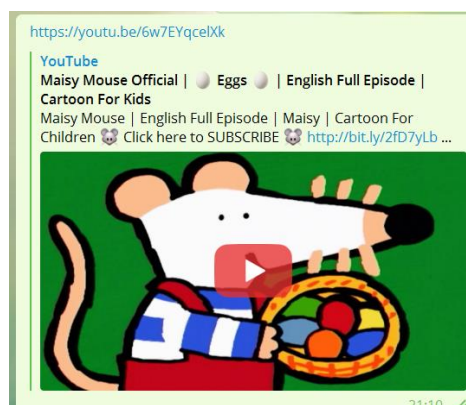 https://youtu.be/6w7EYqcelXk
YouTube
Maisy Mouse Official | 🥚 Eggs 🥚 | English Full Episode |
Cartoon For Kids
Maisy Mouse | English Full Episode | Maisy | Cartoon For
Children 🐭 Click here to SUBSCRIBE 🐭 http://bit.ly/2fD7yLb ...
21:10